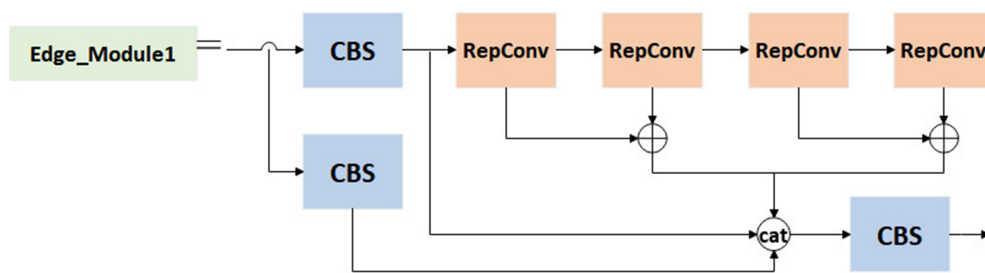 Edge_Module1
CBS
RepConv
RepConv
RepConv
RepConv
CBS
cat
CBS